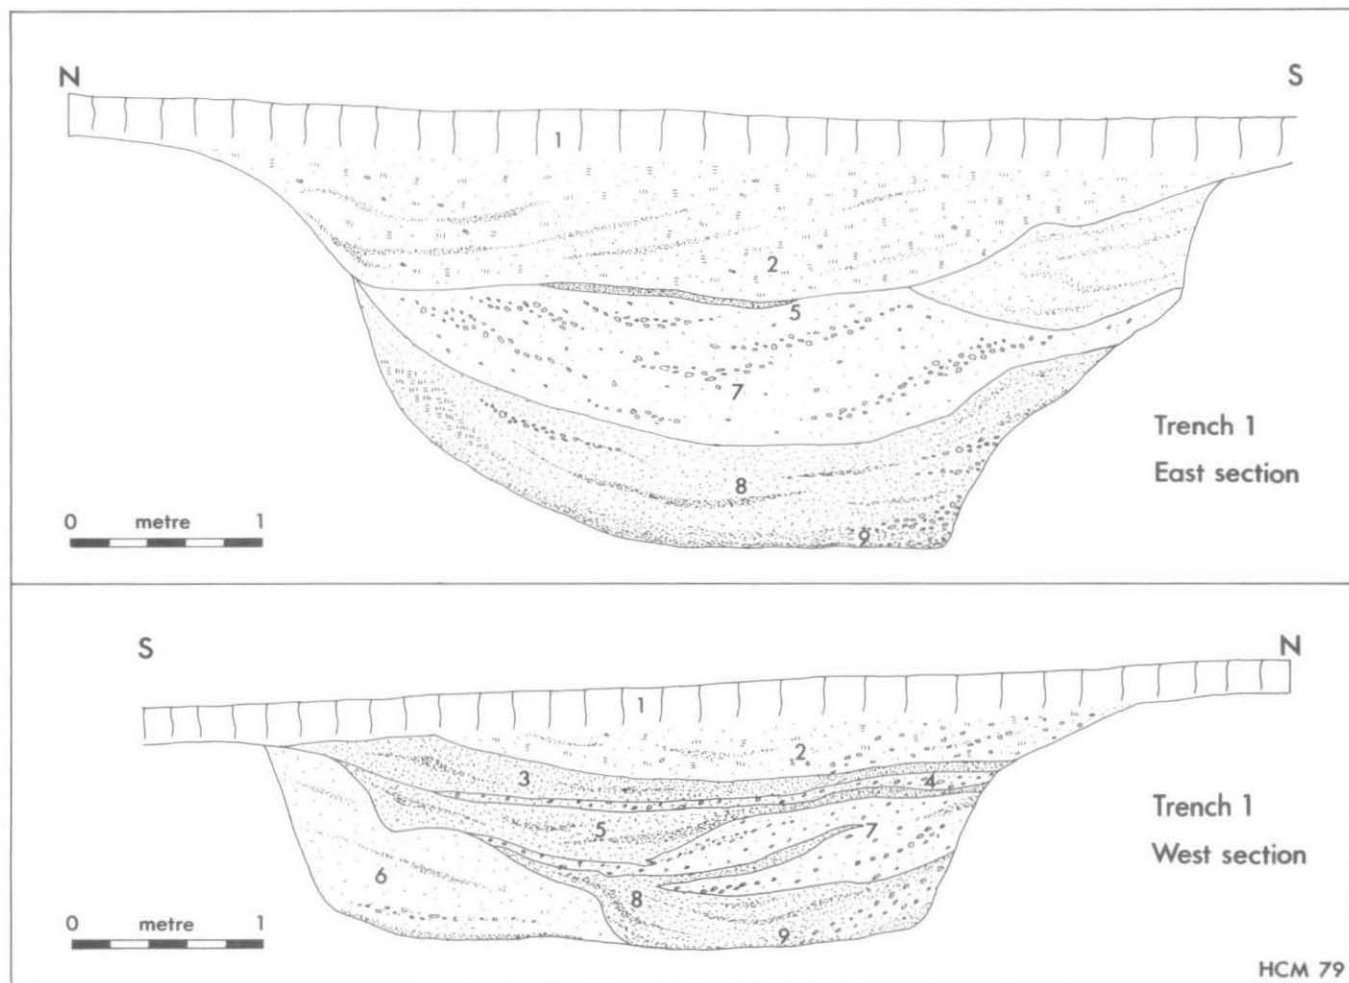 N S
1
2
5
7
8
9
Trench 1
East section
0 metre 1
S N
1
2
3 4
5 7
6
8
9
Trench 1
West section
0 metre 1
HCM 79